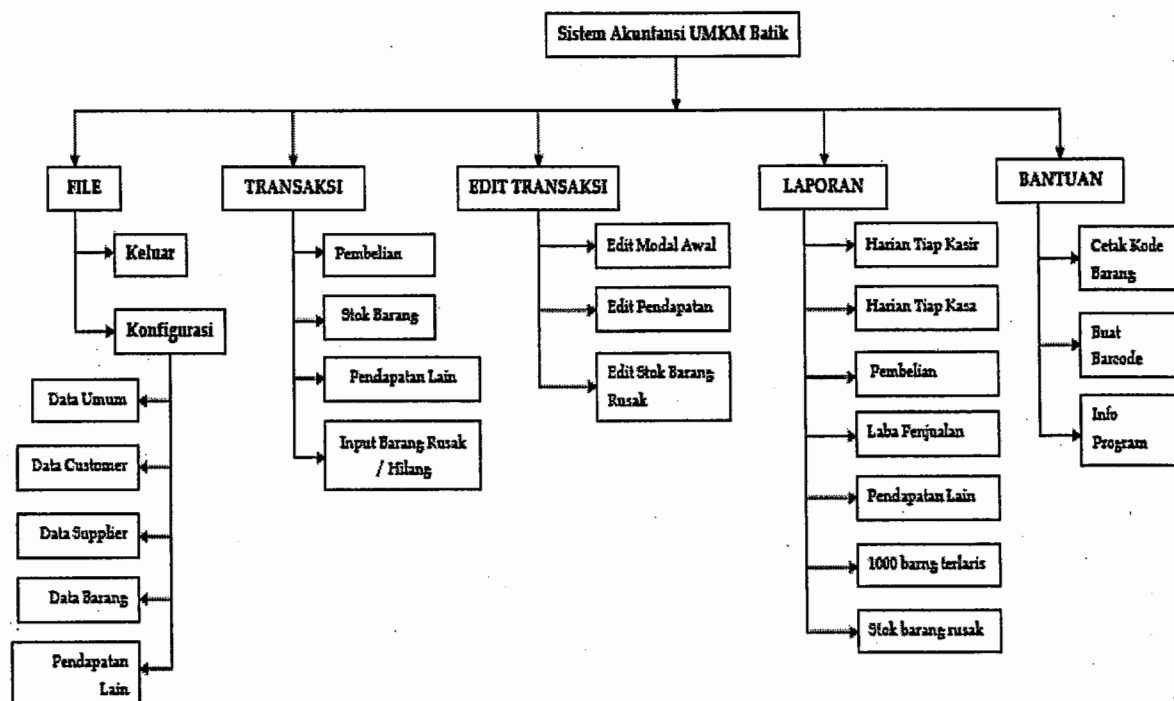 Sistem Akuntansi UMKM Batik
FILE
TRANSAKSI
EDIT TRANSAKSI
LAPORAN
BANTUAN
Keluar
Konfigurasi
Data Umum
Data Customer
Data Supplier
Data Barang
Pendapatan
Lain
Pembelian
Stok Barang
Pendapatan Lain
Input Barang Rusak
/ Hilang
Edit Modal Awal
Edit Pendapatan
Edit Stok Barang
Rusak
Harian Tiap Kasir
Harian Tiap Kasa
Pembelian
Laba Penjualan
Pendapatan Lain
1000 barng terlaris
Stok barang rusak
Cetak Kode
Barang
Buat
Barcode
Info
Program